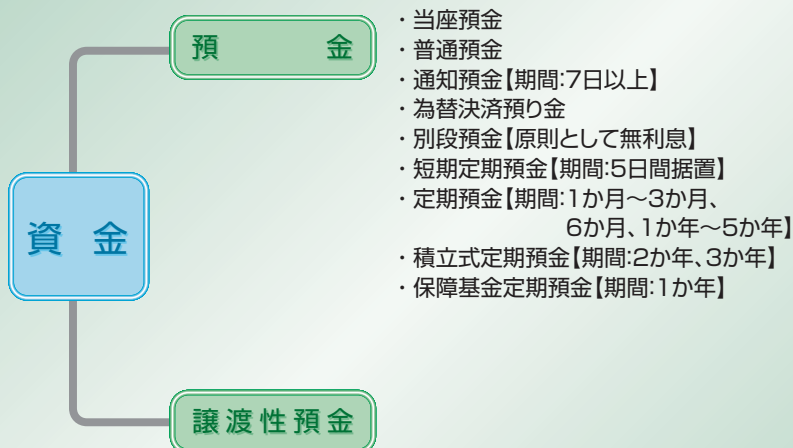 預金
・当座預金
・普通預金
・通知預金【期間:7日以上】
・為替決済預り金
・別段預金【原則として無利息】
・短期定期預金【期間:5日間据置】
・定期預金【期間:1か月〜3か月、
6か月、1か年〜5か年】
・積立式定期預金【期間:2か年、3か年】
・保障基金定期預金【期間:1か年】
資金
譲渡性預金